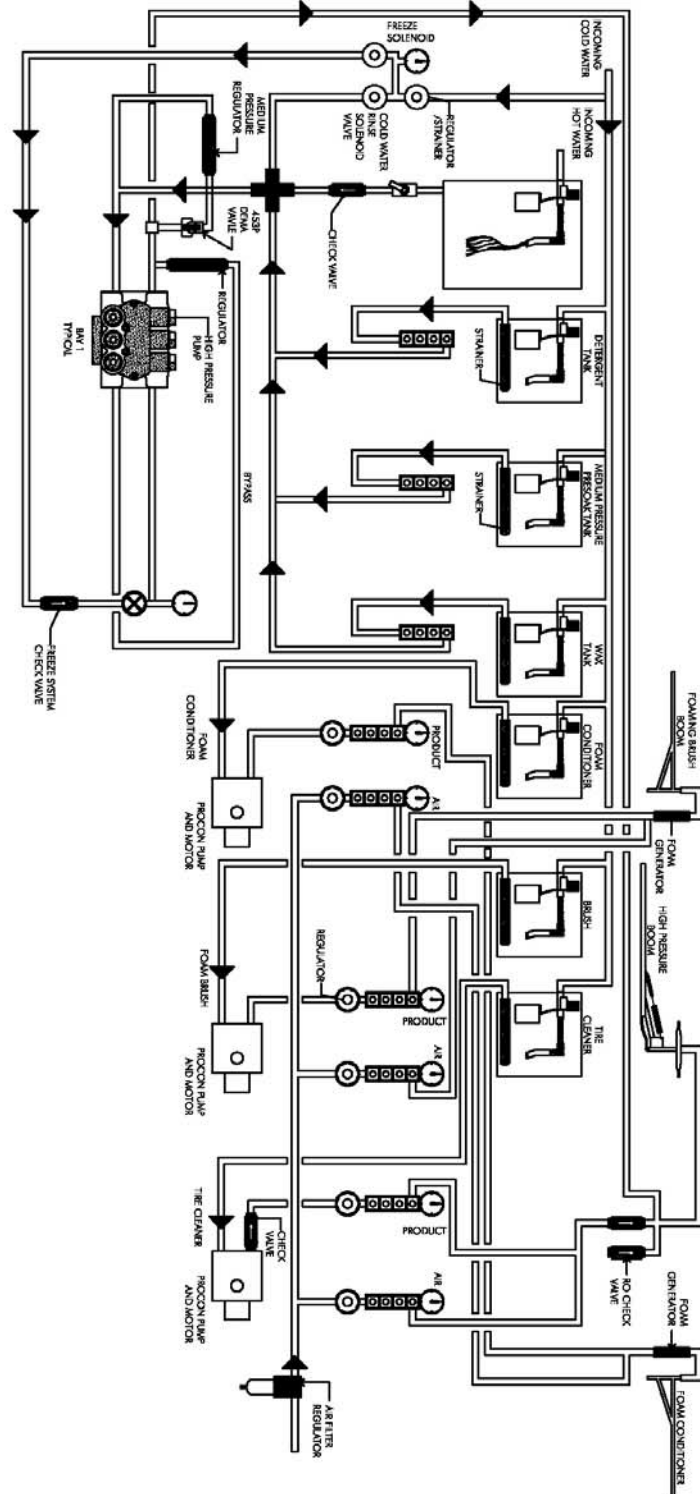 FOAMING BRUSH
BOOM
FOAM
GENERATOR
HIGH PRESSURE
BOOM
RO CHECK
VALVE
FOAM
GENERATOR
FOAM CONDITIONER
INCOMING
COLD WATER
INCOMING
HOT WATER
DETERGENT
TANK
MEDIUM PRESSURE
PRESOAK TANK
WAX
TANK
FOAM
CONDITIONER
BRUSH
TIRE
CLEANER
STRAINER
STRAINER
FREEZE
SOLENOID
REGULATOR
/STRAINER
COLD WATER
RINSE
SOLENOID
VALVE
CHECK VALVE
PRODUCT
AIR
REGULATOR
PRODUCT
AIR
PRODUCT
AIR
AIR FILTER
REGULATOR
MEDIUM
PRESSURE
REGULATOR
453P
DEMA
VAVLE
REGULATOR
HIGH PRESSURE
PUMP
BAY 1
TYPICAL
BYPASS
FREEZE SYSTEM
CHECK VALVE
FOAM
CONDITIONER
PROCON PUMP
AND MOTOR
FOAM BRUSH
PROCON PUMP
AND MOTOR
TIRE CLEANER
CHECK
VALVE
PROCON PUMP
AND MOTOR